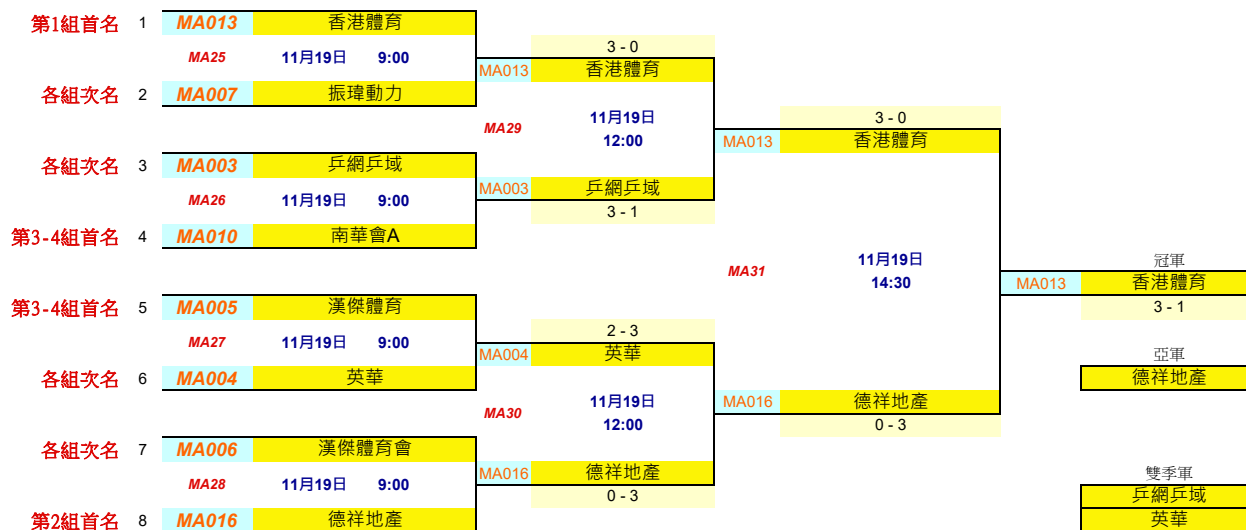 第1組首名 1 MA013 香港體育
MA25 11月19日 9:00
3 - 0
MA013 香港體育
各組次名 2 MA007 振瑋動力
MA29 11月19日
12:00
3 - 0
MA013 香港體育
各組次名 3 MA003 乒網乒域
MA26 11月19日 9:00
MA003 乒網乒域
3 - 1
第3-4組首名 4 MA010 南華會A
MA31 11月19日
14:30
冠軍
MA013 香港體育
3 - 1
第3-4組首名 5 MA005 漢傑體育
MA27 11月19日 9:00
2 - 3
MA004 英華
亞軍
德祥地產
各組次名 6 MA004 英華
MA30 11月19日
12:00
MA016 德祥地產
0 - 3
各組次名 7 MA006 漢傑體育會
MA28 11月19日 9:00
MA016 德祥地產
0 - 3
雙季軍
乒網乒域
英華
第2組首名 8 MA016 德祥地產